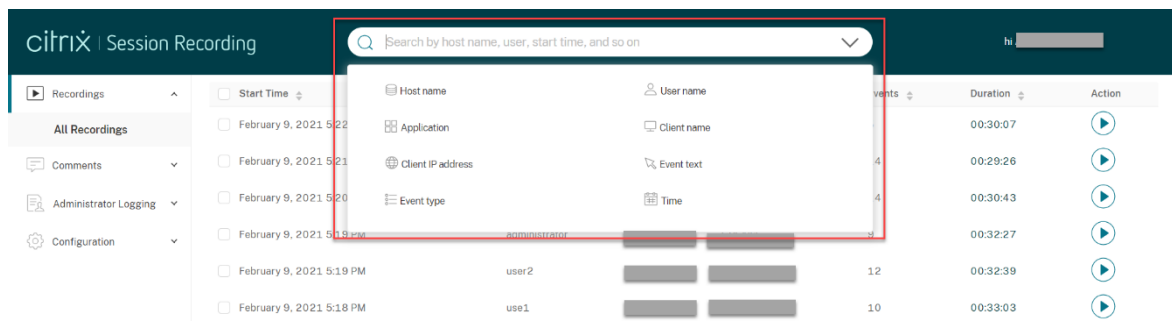 citrix | Session Recording
Search by host name, user, start time, and so on
hi
Recordings
All Recordings
Comments
Administrator Logging
Configuration
Start Time
Duration
Action
Host name
User name
Application
Client name
Client IP address
Event text
Event type
Time
February 9, 2021 5:22
00:30:07
February 9, 2021 5:21
4
00:29:26
February 9, 2021 5:20
4
00:30:43
February 9, 2021 5:19 PM
administrator
9
00:32:27
February 9, 2021 5:19 PM
user2
12
00:32:39
February 9, 2021 5:18 PM
use1
10
00:33:03